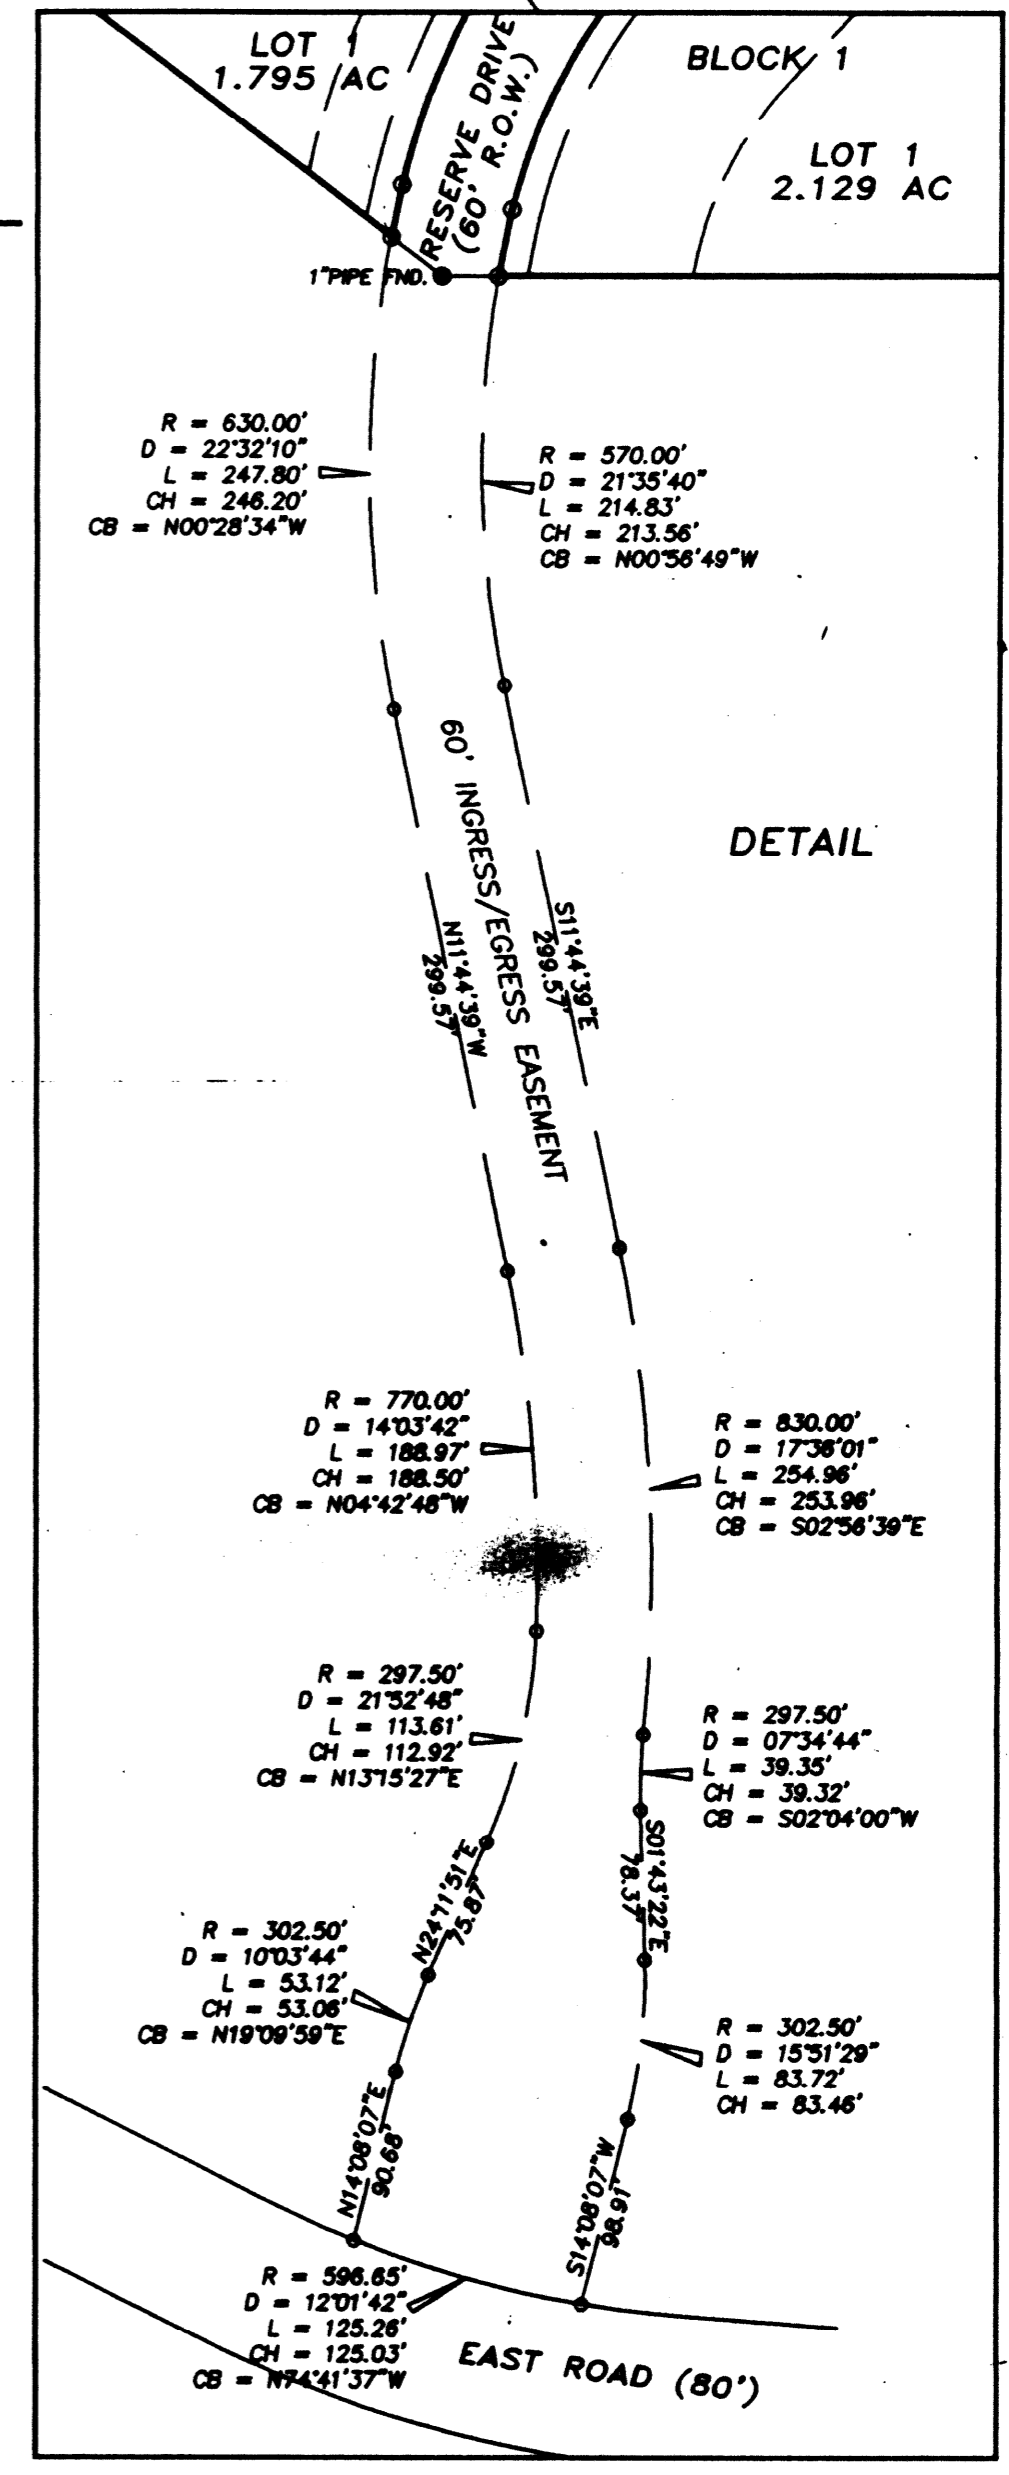 LOT 1
1.795 AC
RESERVE DRIVE
(60' R.O.W.)
BLOCK 1
LOT 1
2.129 AC
1"PIPE FND.
R = 630.00'
D = 22°32'10"
L = 247.80'
CH = 246.20'
CB = N00°28'34"W
R = 570.00'
D = 21°35'40"
L = 214.83'
CH = 213.56'
CB = N00°56'49"W
60' INGRESS/EGRESS EASEMENT
DETAIL
N11°44'39"W
299.57'
S11°44'39"E
299.57'
R = 770.00'
D = 14°03'42"
L = 188.97'
CH = 188.50'
CB = N04°42'48"W
R = 830.00'
D = 17°36'01"
L = 254.96'
CH = 253.96'
CB = S02°56'39"E
R = 297.50'
D = 21°52'48"
L = 113.61'
CH = 112.92'
CB = N13°15'27"E
R = 297.50'
D = 07°34'44"
L = 39.35'
CH = 39.32'
CB = S02°04'00"W
N24°11'51"E
75.87'
S01°43'22"E
78.37'
R = 302.50'
D = 10°03'44"
L = 53.12'
CH = 53.06'
CB = N19°09'59"E
R = 302.50'
D = 15°51'29"
L = 83.72'
CH = 83.46'
N14°08'07"E
90.68'
S14°08'07"W
98.91'
R = 596.65'
D = 12°01'42"
L = 125.26'
CH = 125.03'
CB = N74°41'37"W
EAST ROAD (80')